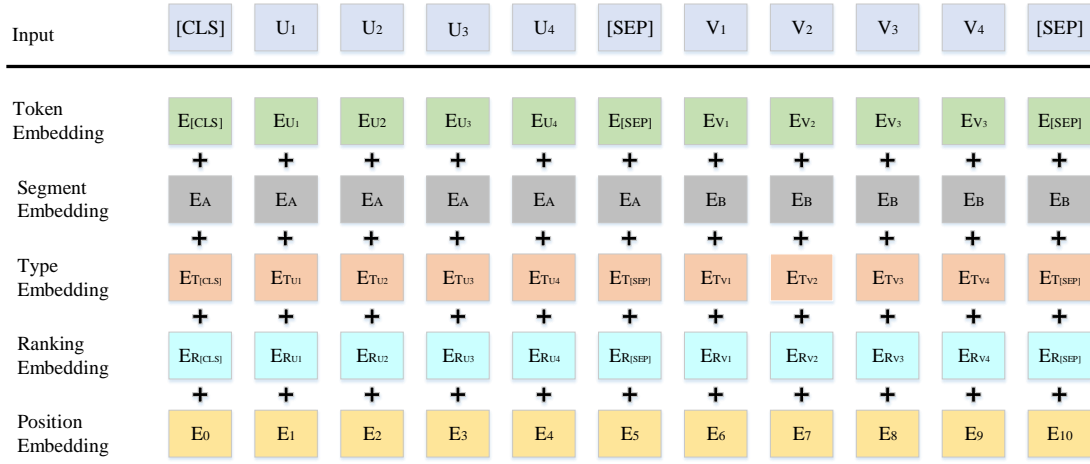 Input [CLS] U1 U2 U3 U4 [SEP] V1 V2 V3 V4 [SEP]
Token Embedding E[CLS] EU1 EU2 EU3 EU4 E[SEP] EV1 EV2 EV3 EV3 E[SEP]
+ + + + + + + + + + +
Segment Embedding EA EA EA EA EA EA EB EB EB EB EB
+ + + + + + + + + + +
Type Embedding ET[CLS] ETU1 ETU2 ETU3 ETU4 ET[SEP] ETV1 ETV2 ETV3 ETV4 ET[SEP]
+ + + + + + + + + + +
Ranking Embedding ER[CLS] ERU1 ERU2 ERU3 ERU4 ER[SEP] ERV1 ERV2 ERV3 ERV4 ER[SEP]
+ + + + + + + + + + +
Position Embedding E0 E1 E2 E3 E4 E5 E6 E7 E8 E9 E10